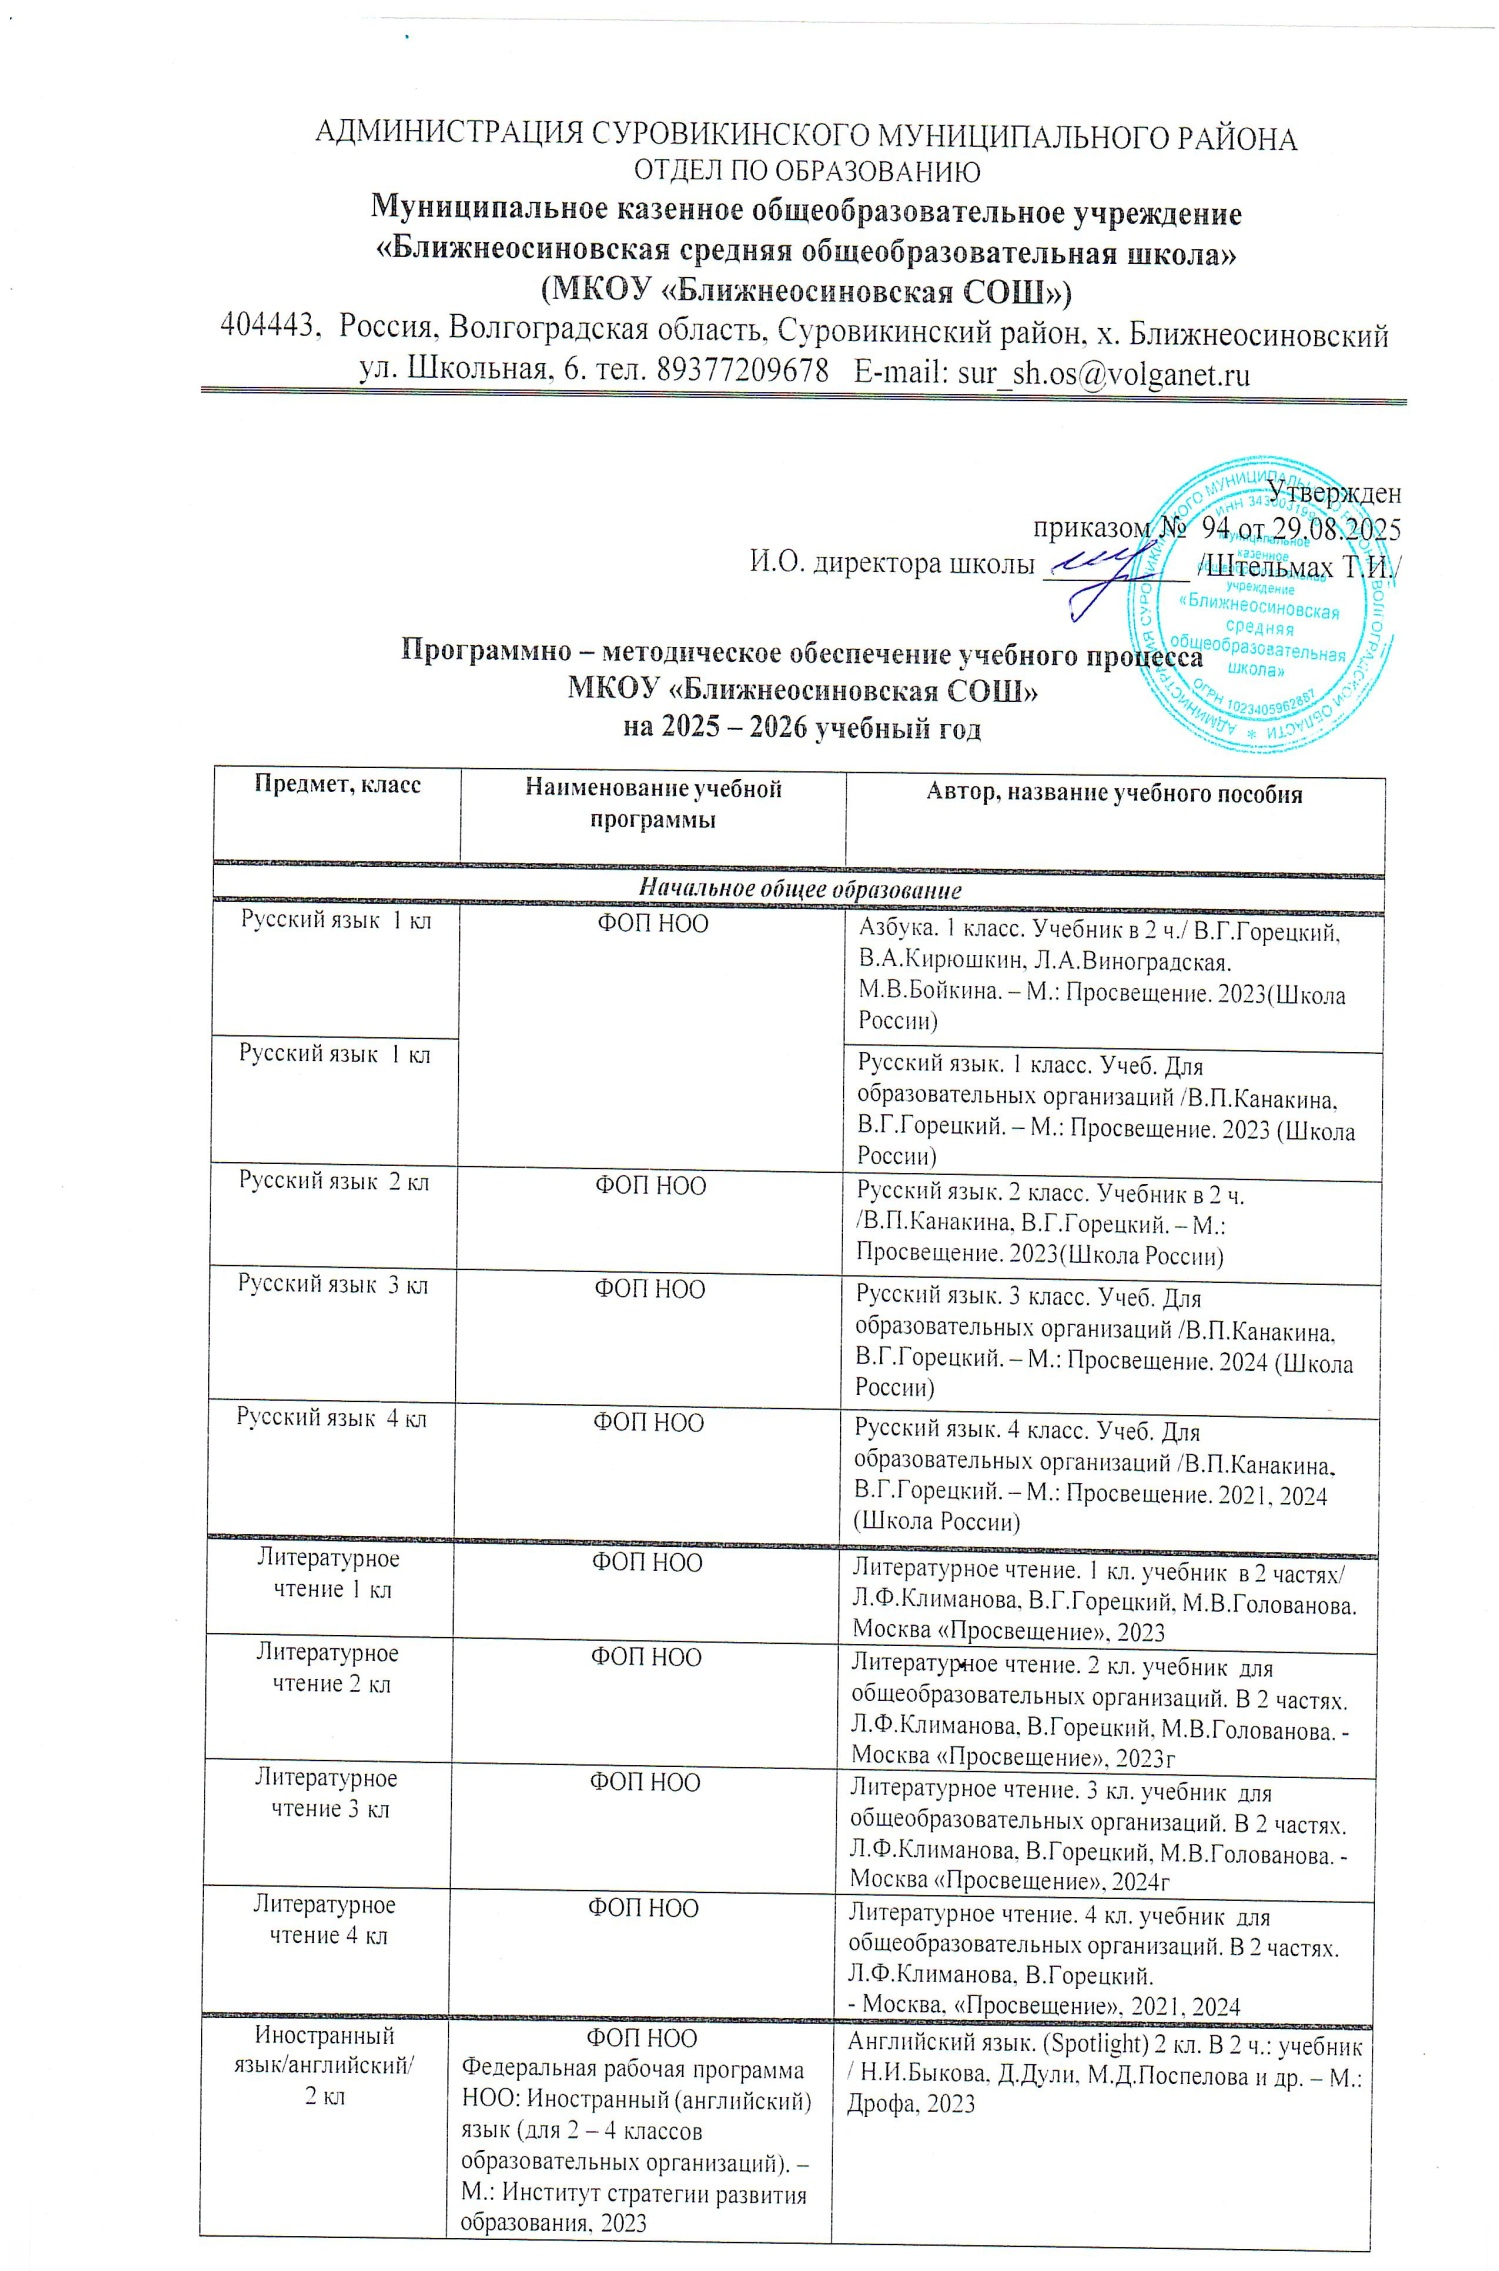 АДМИНИСТРАЦИЯ СУРОВИКИНСКОГО МУНИЦИПАЛЬНОГО РАЙОНА
ОТДЕЛ ПО ОБРАЗОВАНИЮ
Муниципальное казенное общеобразовательное учреждение
«Ближнеосиновская средняя общеобразовательная школа»
(МКОУ «Ближнеосиновская СОШ»)
404443, Россия, Волгоградская область, Суровикинский район, х. Ближнеосиновский
ул. Школьная, 6. тел. 89377209678 E-mail: sur_sh.os@volganet.ru
Утвержден
приказом № 94 от 29.08.2025
И.О. директора школы ___________ /Штельмах Т.И./
муниципальное
казенное
общеобразовательное
учреждение
«Ближнеосиновская
средняя
общеобразовательная
школа»
ОГРН 1023405962887
Программно – методическое обеспечение учебного процесса
МКОУ «Ближнеосиновская СОШ»
на 2025 – 2026 учебный год
Предмет, класс
Наименование учебной
программы
Автор, название учебного пособия
Начальное общее образование
Русский язык 1 кл
ФОП НОО
Азбука. 1 класс. Учебник в 2 ч./ В.Г.Горецкий,
В.А.Кирюшкин, Л.А.Виноградская.
М.В.Бойкина. – М.: Просвещение. 2023(Школа
России)
Русский язык 1 кл
Русский язык. 1 класс. Учеб. Для
образовательных организаций /В.П.Канакина,
В.Г.Горецкий. – М.: Просвещение. 2023 (Школа
России)
Русский язык 2 кл
ФОП НОО
Русский язык. 2 класс. Учебник в 2 ч.
/В.П.Канакина, В.Г.Горецкий. – М.:
Просвещение. 2023(Школа России)
Русский язык 3 кл
ФОП НОО
Русский язык. 3 класс. Учеб. Для
образовательных организаций /В.П.Канакина,
В.Г.Горецкий. – М.: Просвещение. 2024 (Школа
России)
Русский язык 4 кл
ФОП НОО
Русский язык. 4 класс. Учеб. Для
образовательных организаций /В.П.Канакина,
В.Г.Горецкий. – М.: Просвещение. 2021, 2024
(Школа России)
Литературное
чтение 1 кл
ФОП НОО
Литературное чтение. 1 кл. учебник в 2 частях/
Л.Ф.Климанова, В.Г.Горецкий, М.В.Голованова.
Москва «Просвещение», 2023
Литературное
чтение 2 кл
ФОП НОО
Литературное чтение. 2 кл. учебник для
общеобразовательных организаций. В 2 частях.
Л.Ф.Климанова, В.Горецкий, М.В.Голованова. -
Москва «Просвещение», 2023г
Литературное
чтение 3 кл
ФОП НОО
Литературное чтение. 3 кл. учебник для
общеобразовательных организаций. В 2 частях.
Л.Ф.Климанова, В.Горецкий, М.В.Голованова. -
Москва «Просвещение», 2024г
Литературное
чтение 4 кл
ФОП НОО
Литературное чтение. 4 кл. учебник для
общеобразовательных организаций. В 2 частях.
Л.Ф.Климанова, В.Горецкий.
- Москва, «Просвещение», 2021, 2024
Иностранный
язык/английский/
2 кл
ФОП НОО
Федеральная рабочая программа
НОО: Иностранный (английский)
язык (для 2 – 4 классов
образовательных организаций). –
М.: Институт стратегии развития
образования, 2023
Английский язык. (Spotlight) 2 кл. В 2 ч.: учебник
/ Н.И.Быкова, Д.Дули, М.Д.Поспелова и др. – М.:
Дрофа, 2023